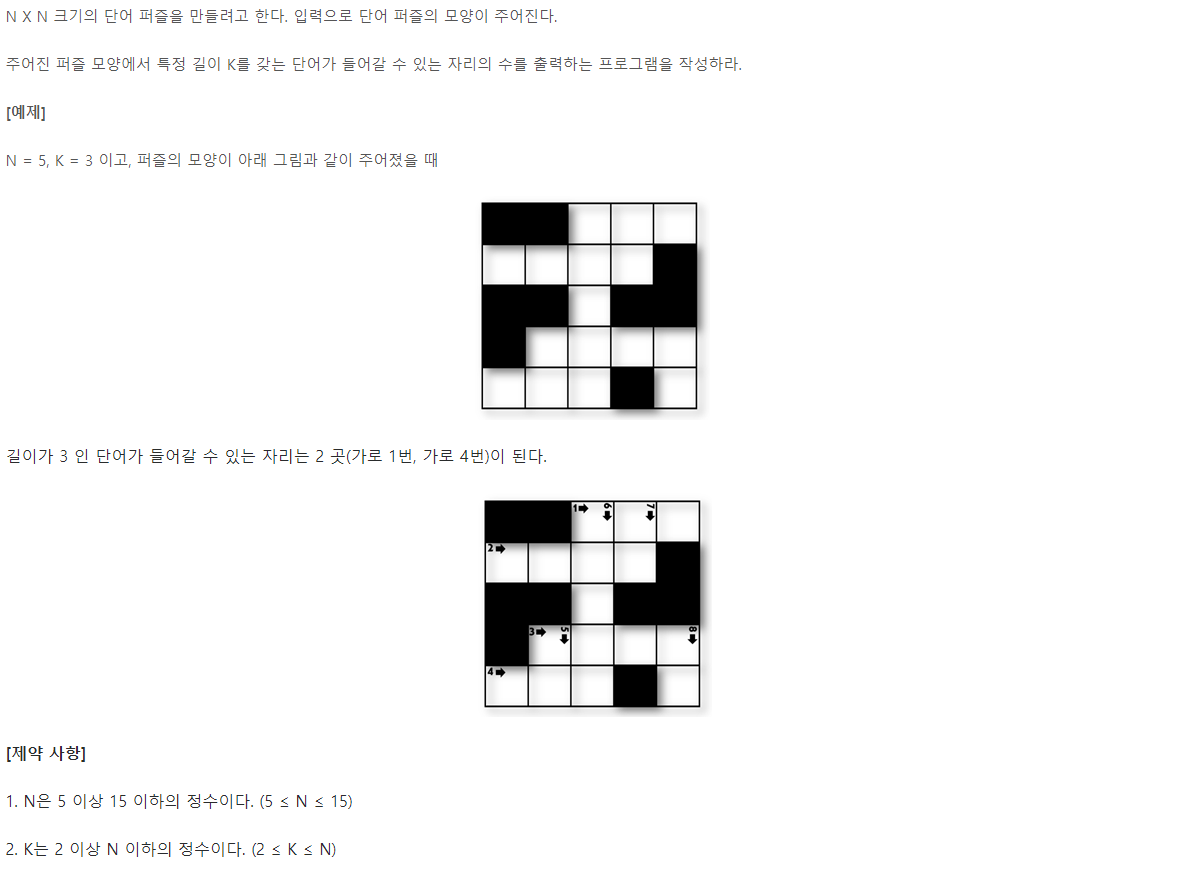 N X N 크기의 단어 퍼즐을 만들려고 한다. 입력으로 단어 퍼즐의 모양이 주어진다.
주어진 퍼즐 모양에서 특정 길이 K를 갖는 단어가 들어갈 수 있는 자리의 수를 출력하는 프로그램을 작성하라.
[예제]
N = 5, K = 3 이고, 퍼즐의 모양이 아래 그림과 같이 주어졌을 때
길이가 3 인 단어가 들어갈 수 있는 자리는 2 곳(가로 1번, 가로 4번)이 된다.
1 6 7
2
3 5 8
4
[제약 사항]
1. N은 5 이상 15 이하의 정수이다. (5 ≤ N ≤ 15)
2. K는 2 이상 N 이하의 정수이다. (2 ≤ K ≤ N)